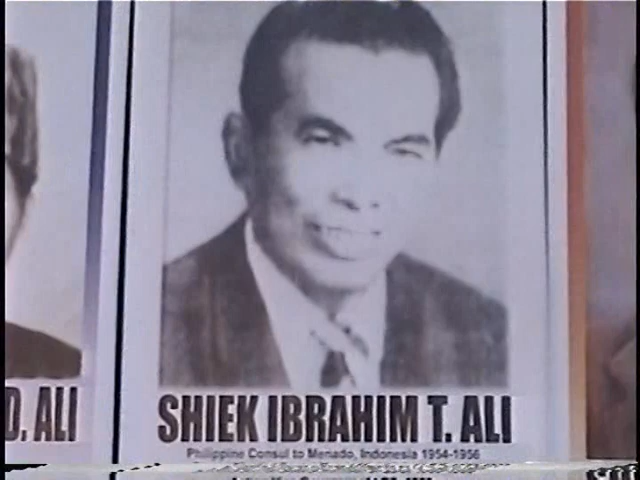 D. ALI
SHIEK IBRAHIM T. ALI
Philippine Consul to Menado, Indonesia 1954-1956